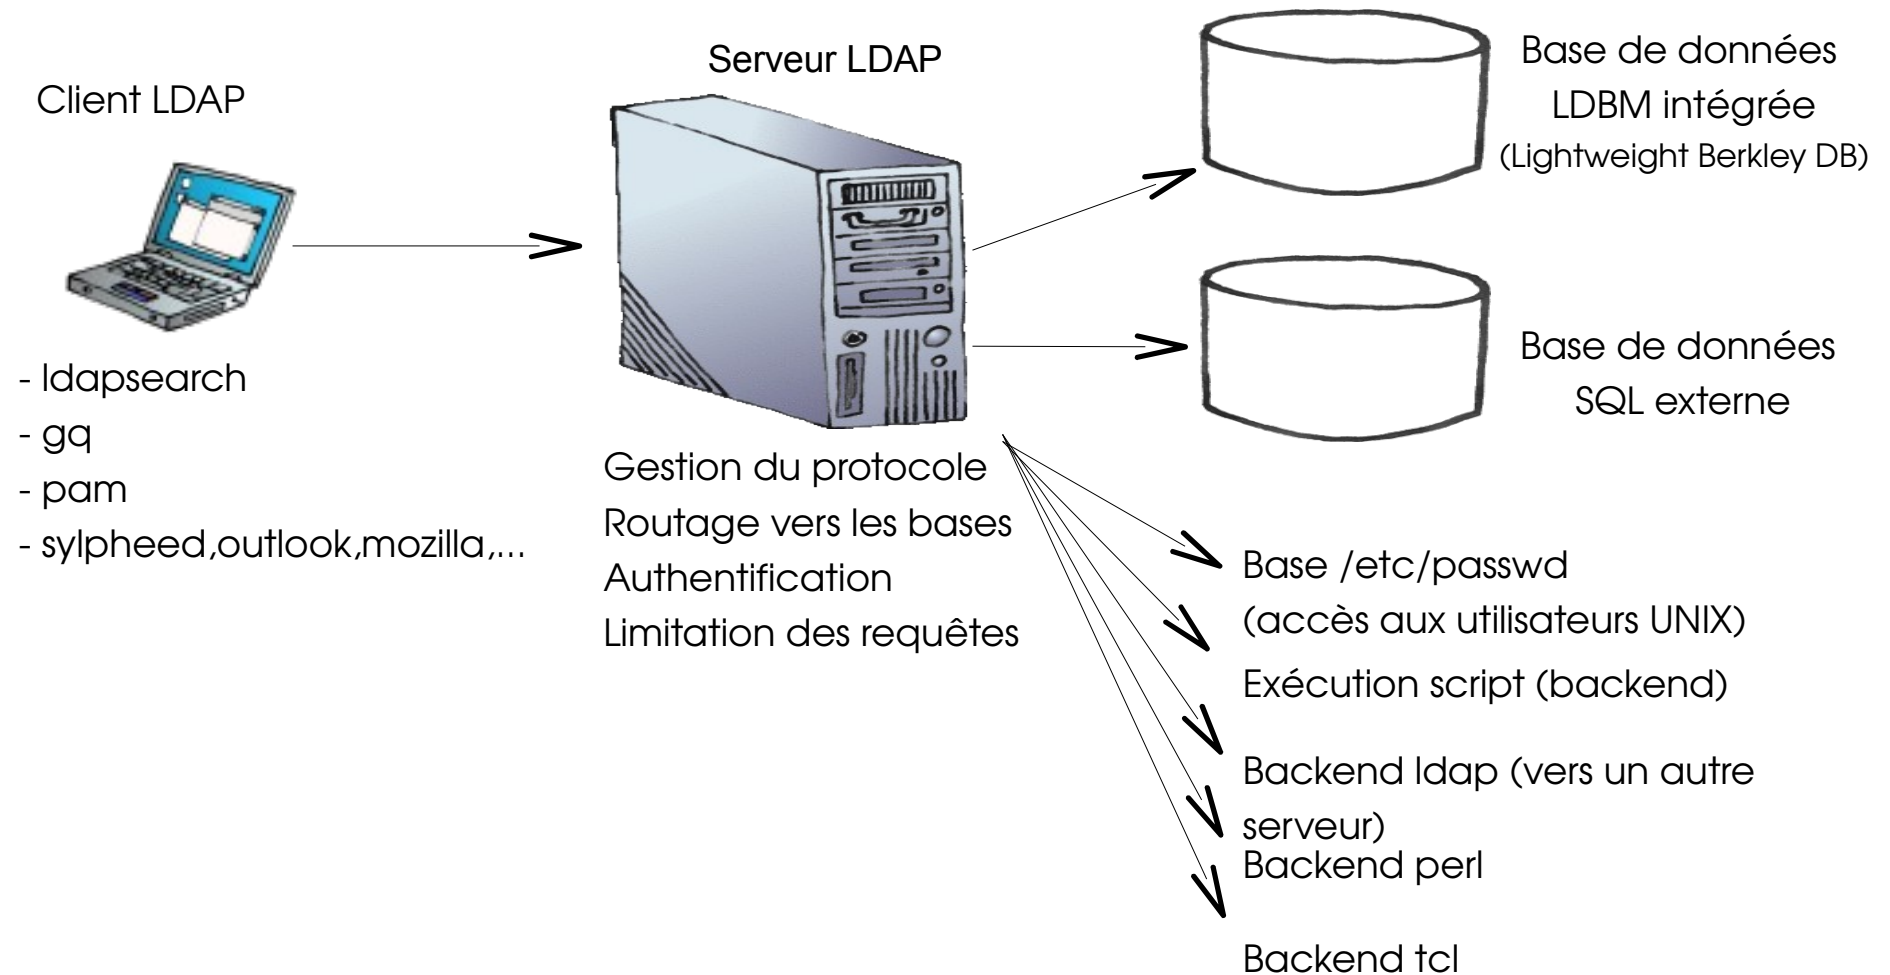 Client LDAP
- ldapsearch
- gq
- pam
- sylpheed,outlook,mozilla,...
Serveur LDAP
Gestion du protocole
Routage vers les bases
Authentification
Limitation des requêtes
Base de données
LDBM intégrée
(Lightweight Berkley DB)
Base de données
SQL externe
Base /etc/passwd
(accès aux utilisateurs UNIX)
Exécution script (backend)
Backend ldap (vers un autre
serveur)
Backend perl
Backend tcl